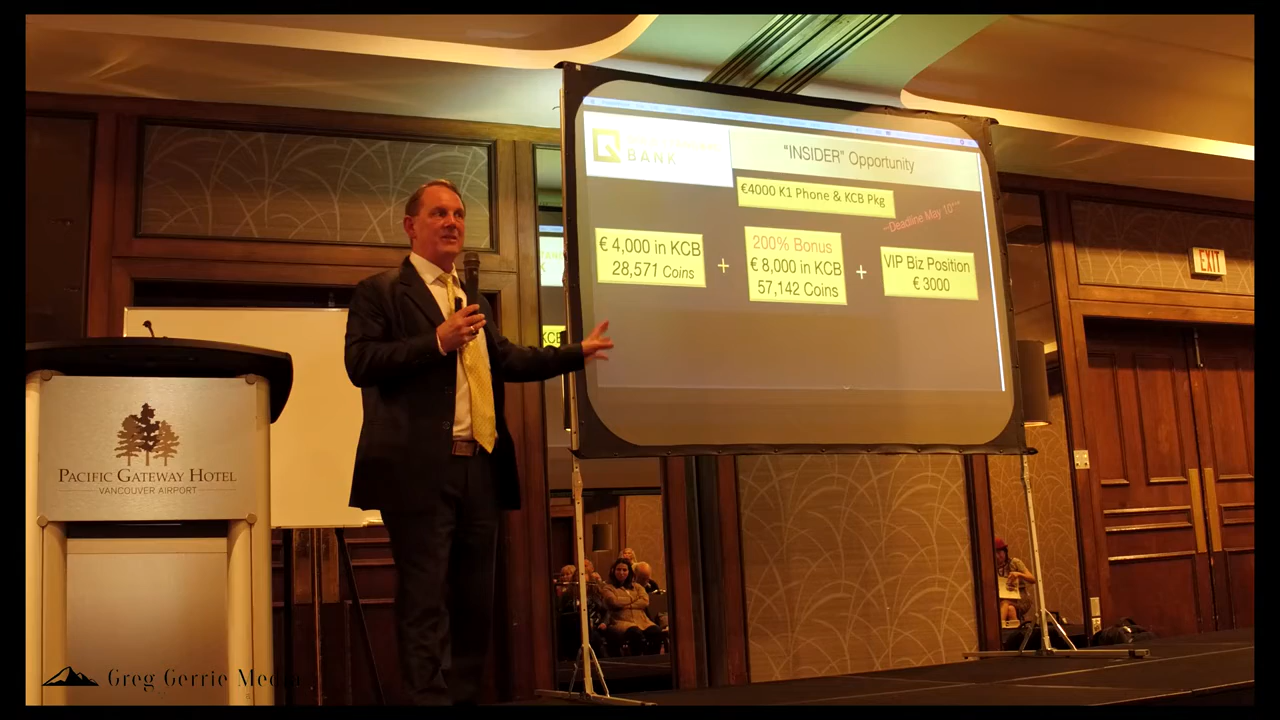 BANK
"INSIDER" Opportunity
€4000 K1 Phone & KCB Pkg
~Deadline May 10
€ 4,000 in KCB
28,571 Coins
+
200% Bonus
€ 8,000 in KCB
57,142 Coins
+
VIP Biz Position
€ 3000
KCB
EXIT
PACIFIC GATEWAY HOTEL
VANCOUVER AIRPORT
Greg Gerrie Media